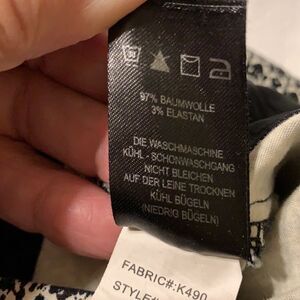 97% BAUMWOLLE
3% ELASTAN
DIE WASCHMASCHINE
KÜHL - SCHONWASCHGANG
NICHT BLEICHEN
AUF DER LEINE TROCKNEN
KÜHL BÜGELN
(NIEDRIG BÜGELN)
FABRIC#:K490
STYLE#